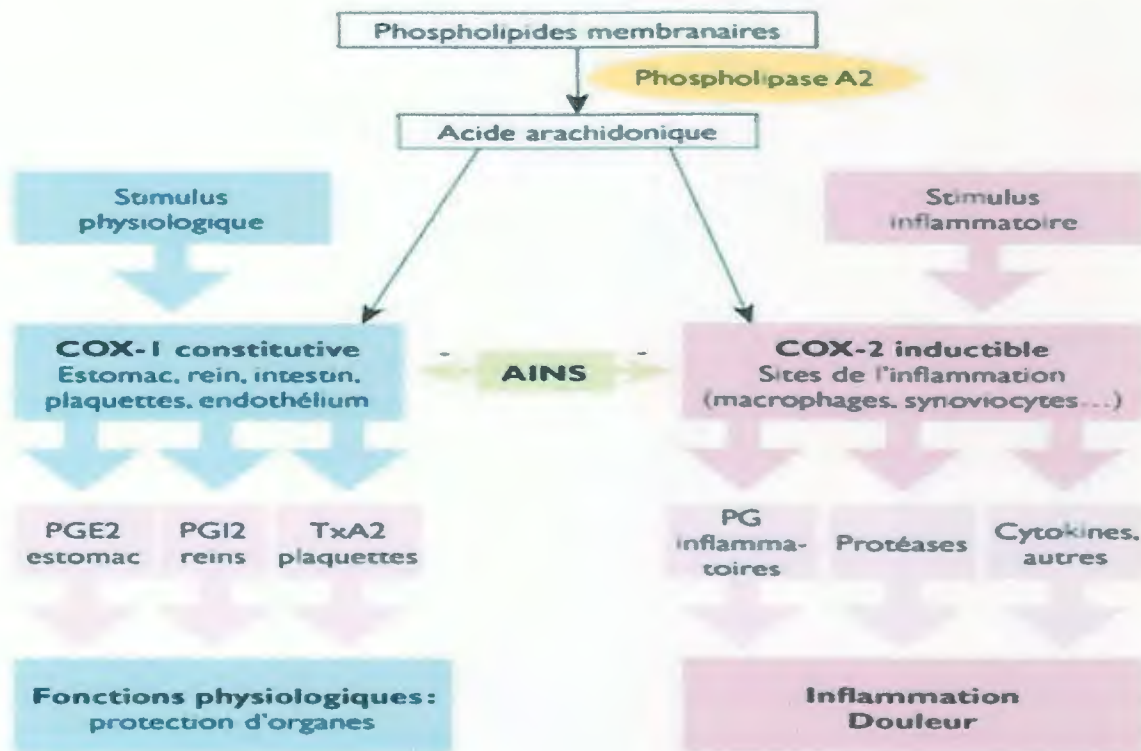 Phospholipides membranaires
Phospholipase A2
Acide arachidonique
Stimulus
physiologique
Stimulus
inflammatoire
COX-1 constitutive
Estomac, rein, intestin,
plaquettes, endothélium
- AINS -
COX-2 inductible
Sites de l'inflammation
(macrophages, synoviocytes...)
PGE2
estomac
PGI2
reins
TxA2
plaquettes
PG
inflamma-
toires
Protéases
Cytokines,
autres
Fonctions physiologiques:
protection d'organes
Inflammation
Douleur